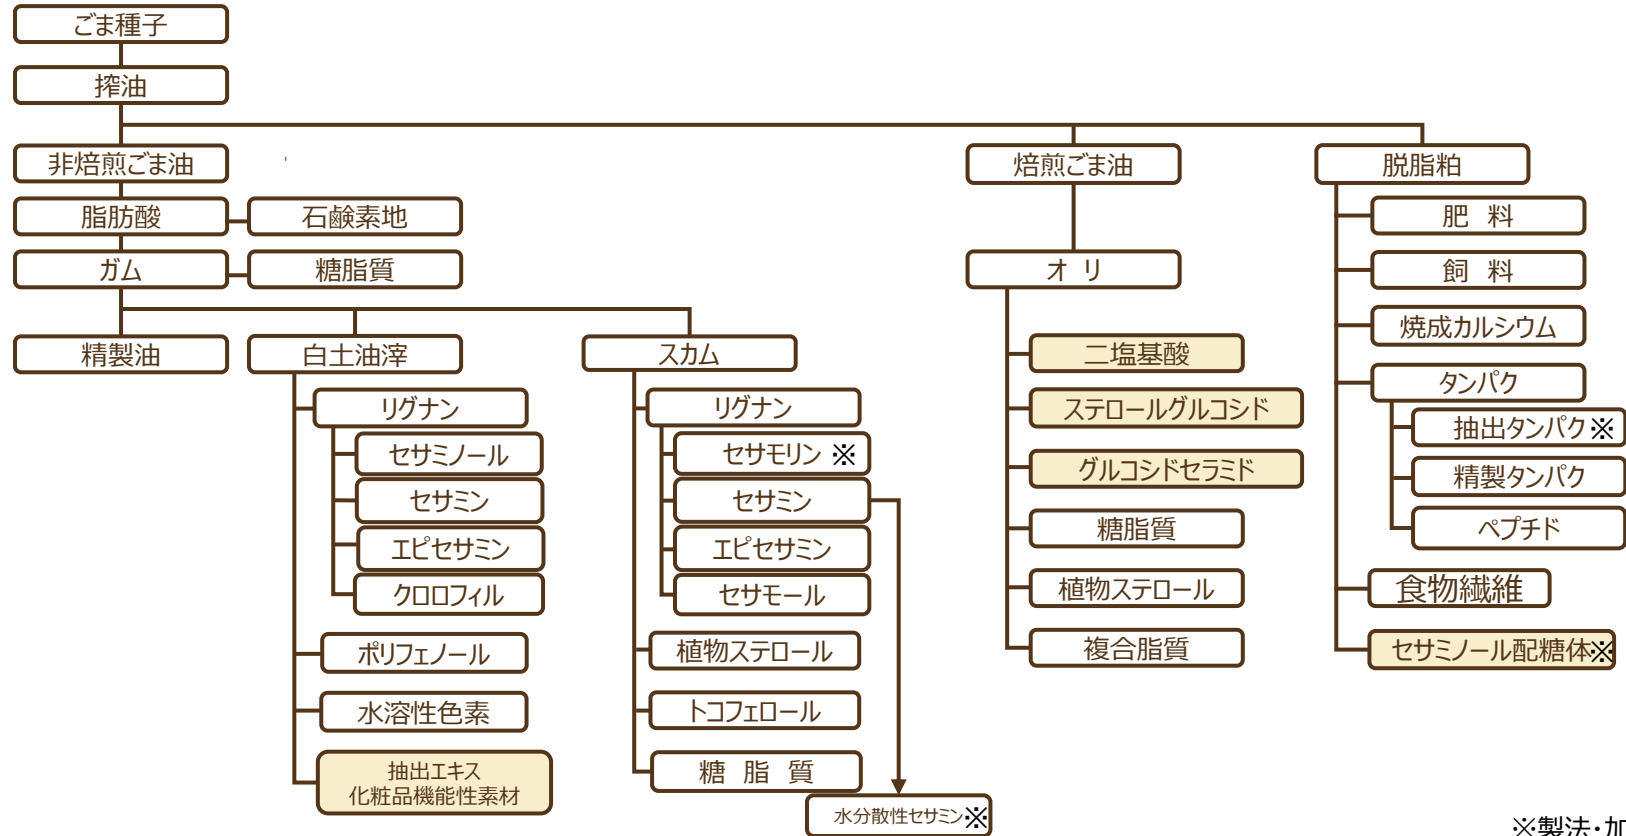 ごま種子
搾油
非焙煎ごま油
焙煎ごま油
脱脂粕
脂肪酸
石鹸素地
ガム
糖脂質
精製油
白土油滓
リグナン
セサミノール
セサミン
エピセサミン
クロロフィル
ポリフェノール
水溶性色素
抽出エキス
化粧品機能性素材
スカム
リグナン
セサモリン ※
セサミン
エピセサミン
セサモール
植物ステロール
トコフェロール
糖 脂 質
水分散性セサミン※
オ リ
二塩基酸
ステロールグルコシド
グルコシドセラミド
糖脂質
植物ステロール
複合脂質
肥 料
飼 料
焼成カルシウム
タンパク
抽出タンパク※
精製タンパク
ペプチド
食物繊維
セサミノール配糖体※
※製法・加